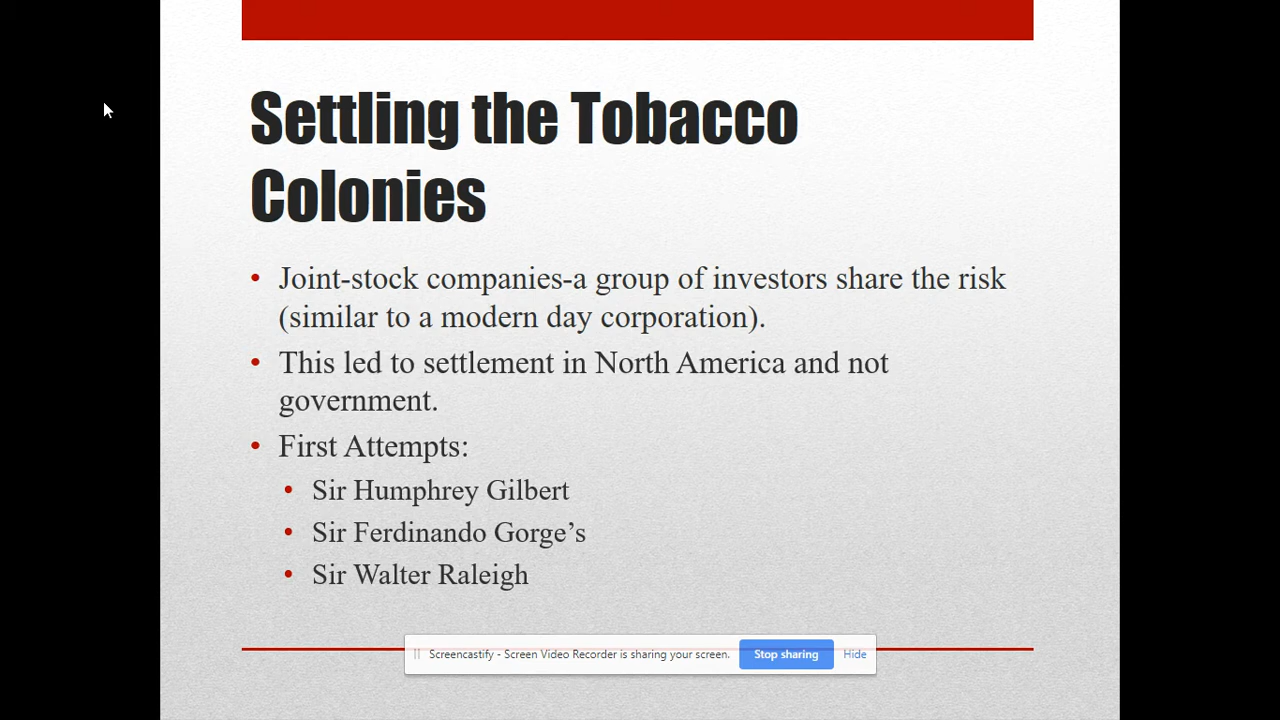 Settling the Tobacco
Colonies
• Joint-stock companies-a group of investors share the risk
(similar to a modern day corporation).
• This led to settlement in North America and not
government.
• First Attempts:
• Sir Humphrey Gilbert
• Sir Ferdinando Gorge’s
• Sir Walter Raleigh
Screencastify - Screen Video Recorder is sharing your screen. Stop sharing Hide